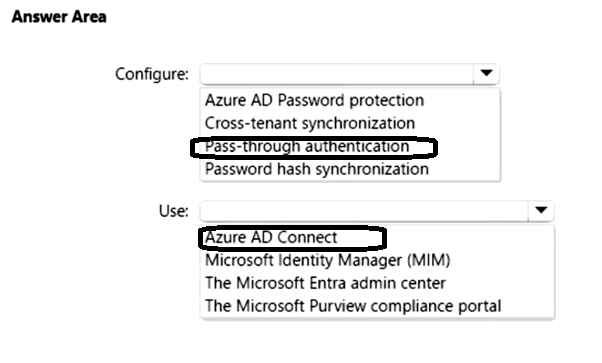 Answer Area
Configure:
Azure AD Password protection
Cross-tenant synchronization
Pass-through authentication
Password hash synchronization
Use:
Azure AD Connect
Microsoft Identity Manager (MIM)
The Microsoft Entra admin center
The Microsoft Purview compliance portal